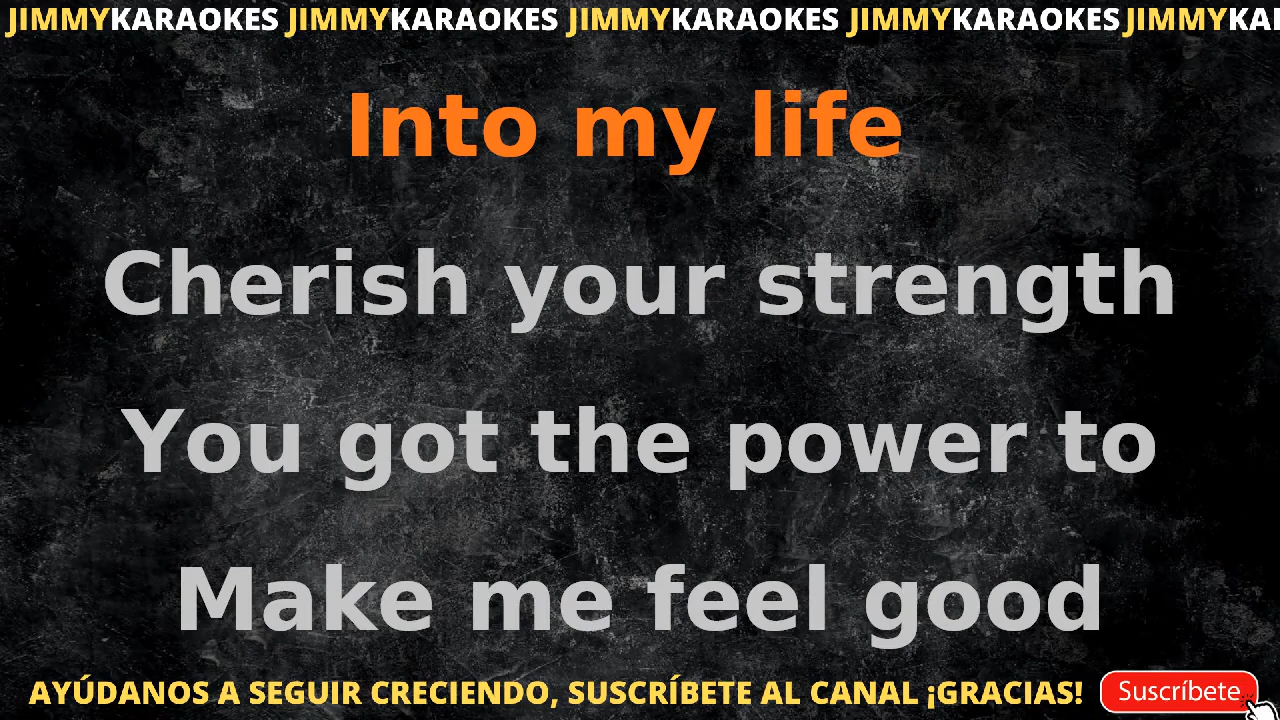 JIMMYKARAOKES JIMMYKARAOKES JIMMYKARAOKES JIMMYKARAOKES JIMMYKA
Into my life
Cherish your strength
You got the power to
Make me feel good
AYÚDANOS A SEGUIR CRECIENDO, SUSCRÍBETE AL CANAL ¡GRACIAS! Suscríbete